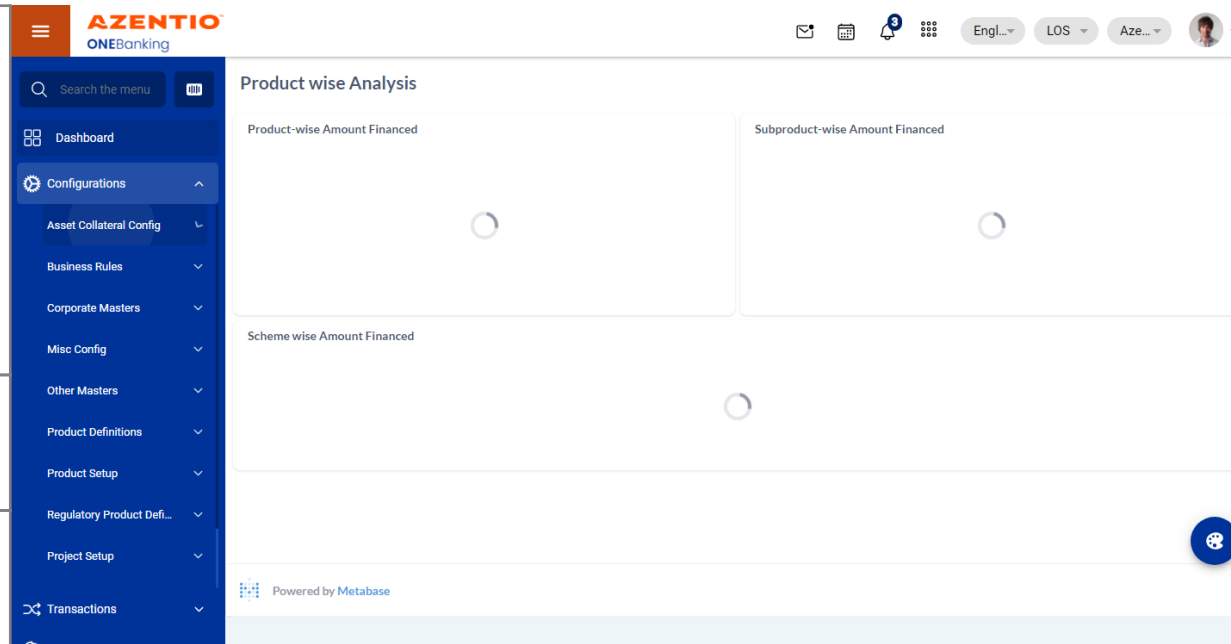 AZENTIO
ONEBanking
3
Engl...
LOS
Aze...
Search the menu
Dashboard
Configurations
Asset Collateral Config
Business Rules
Corporate Masters
Misc Config
Other Masters
Product Definitions
Product Setup
Regulatory Product Defi...
Project Setup
Transactions
Product wise Analysis
Product-wise Amount Financed
Subproduct-wise Amount Financed
Scheme wise Amount Financed
Powered by Metabase